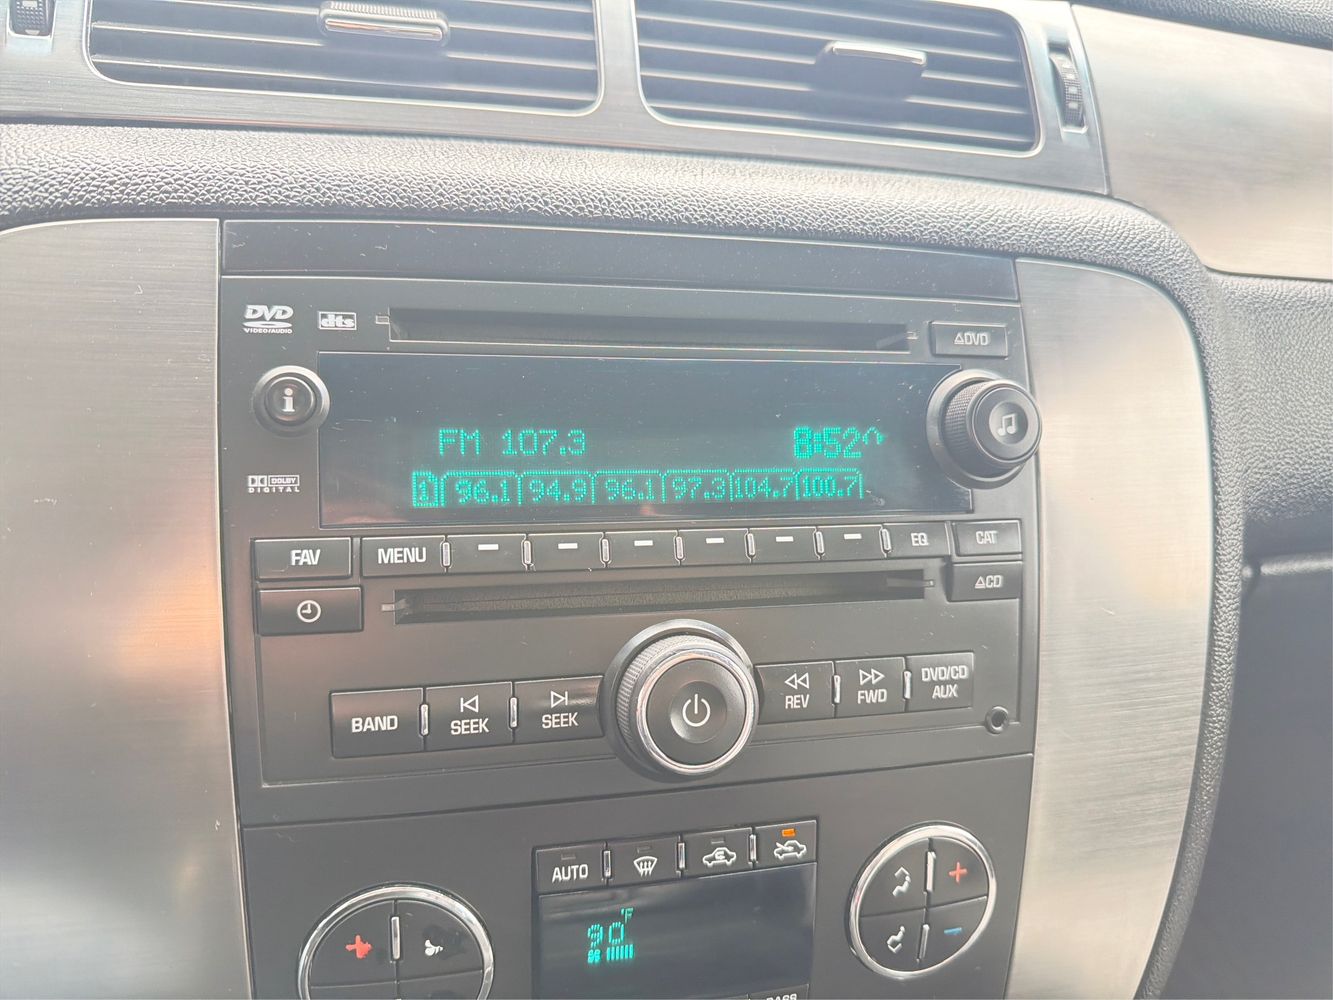 DVD
VIDEO/AUDIO
dts
▲DVD
i
FM 107.3 8:52
DOLBY
DIGITAL
1 96.1 94.9 96.1 97.3 104.7 100.7
FAV MENU EQ CAT
▲CD
BAND SEEK SEEK REV FWD DVD/CD
AUX
AUTO
90°F